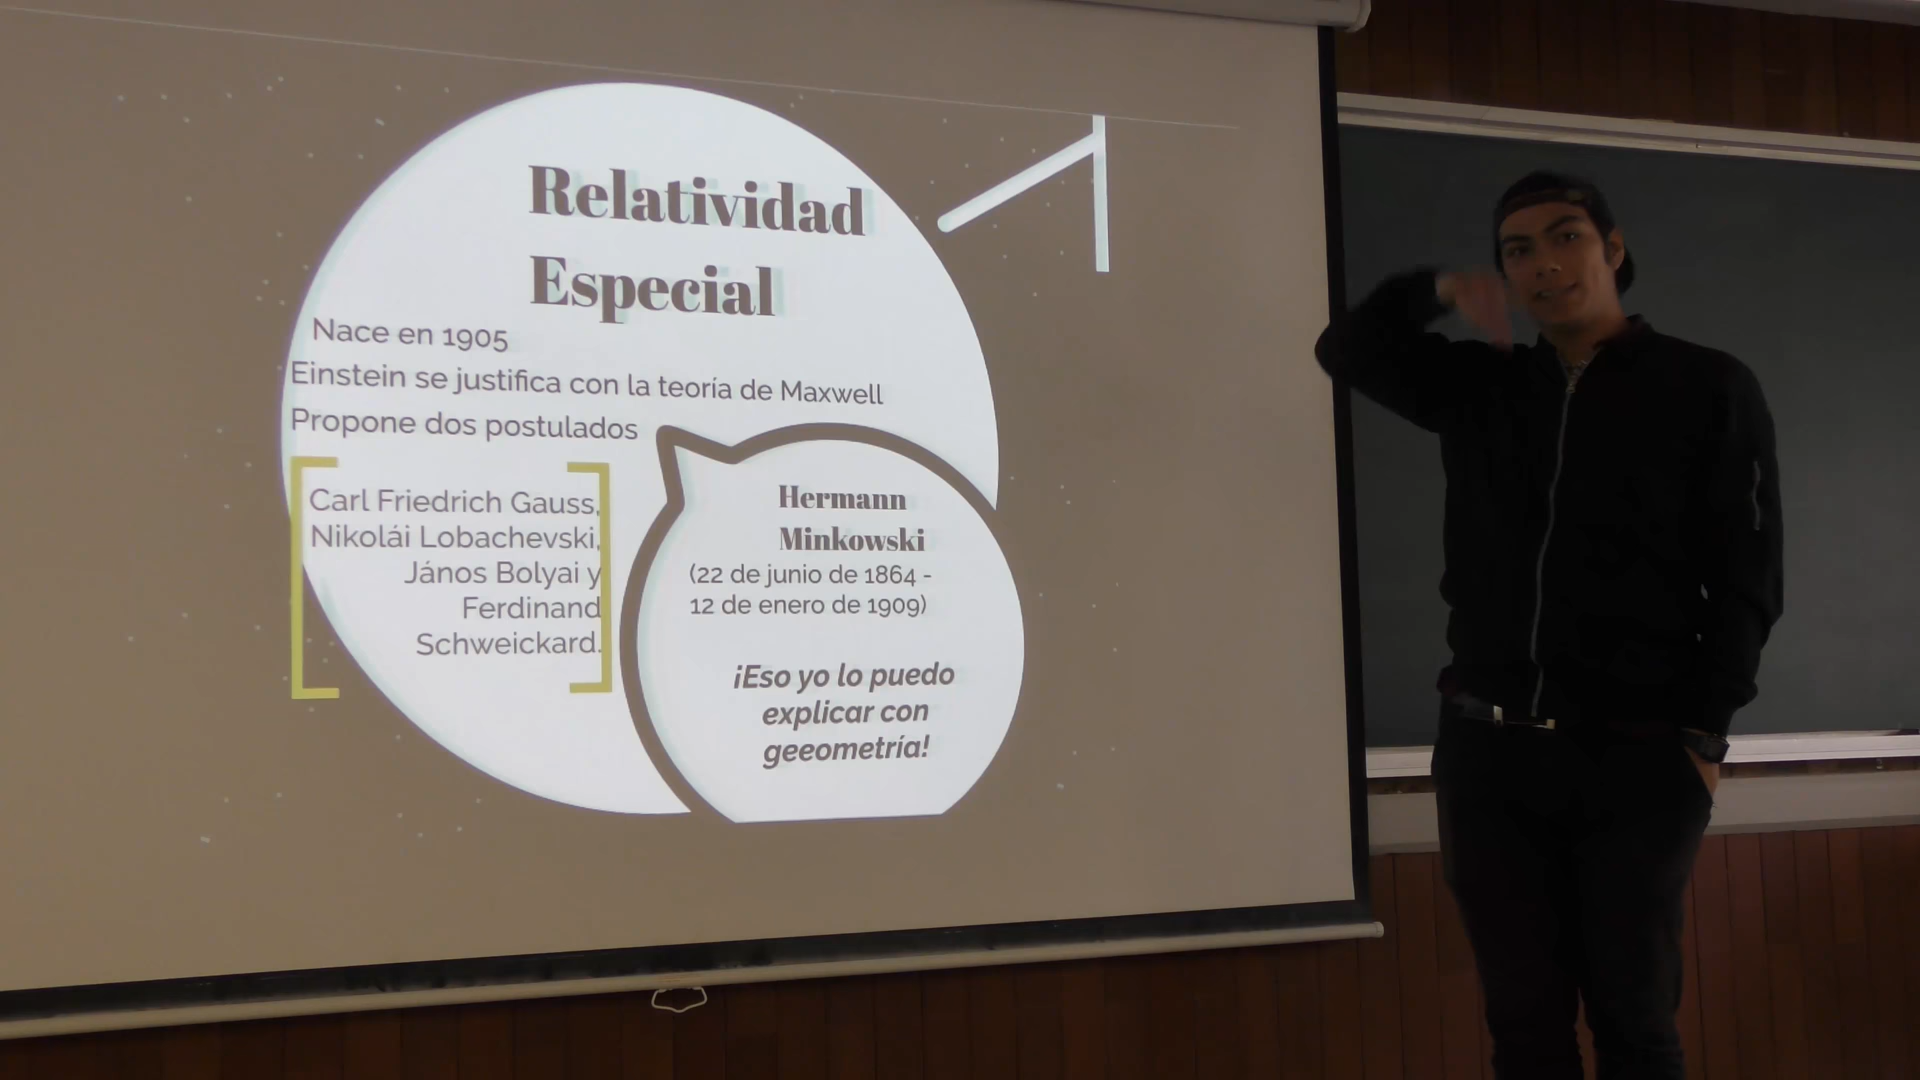 Relatividad
Especial
Nace en 1905
Einstein se justifica con la teoría de Maxwell
Propone dos postulados
Carl Friedrich Gauss,
Nikolái Lobachevski,
János Bolyai y
Ferdinand
Schweickard.
Hermann
Minkowski
(22 de junio de 1864 -
12 de enero de 1909)
¡Eso yo lo puedo
explicar con
geeometría!